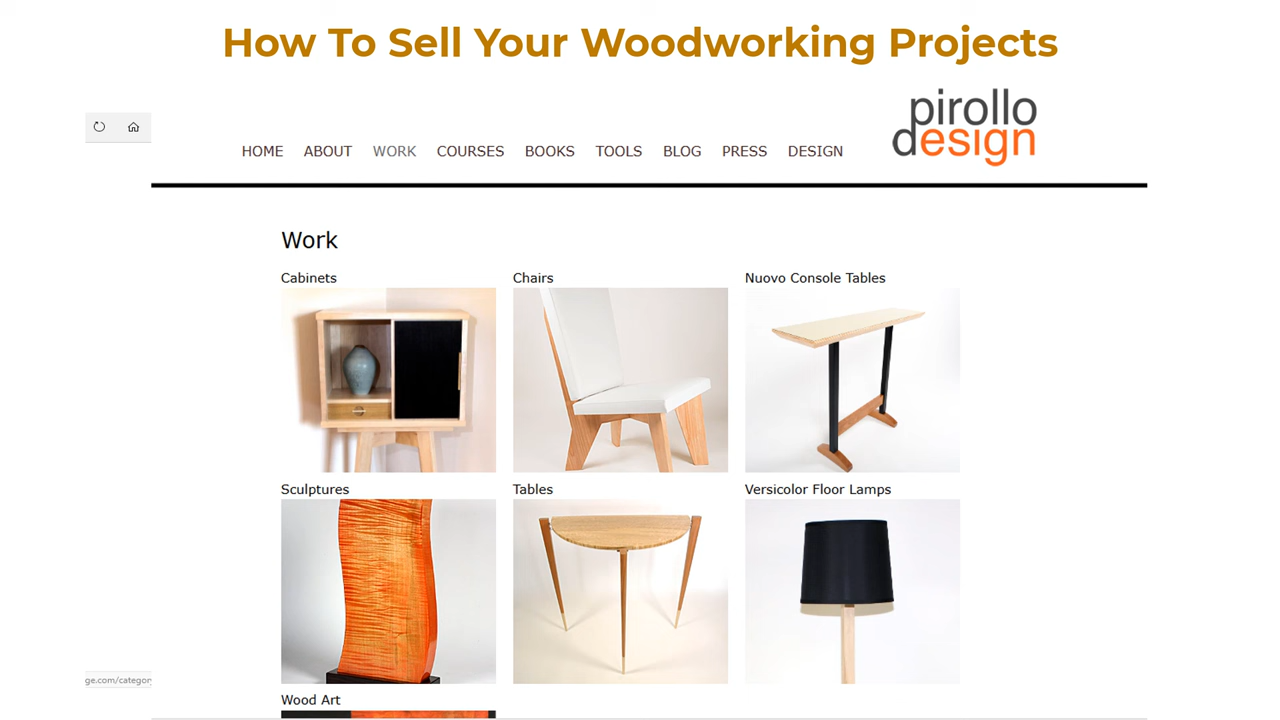 How To Sell Your Woodworking Projects
pirollo
design
HOME ABOUT WORK COURSES BOOKS TOOLS BLOG PRESS DESIGN
Work
Cabinets Chairs Nuovo Console Tables
Sculptures Tables Versicolor Floor Lamps
ge.com/category
Wood Art